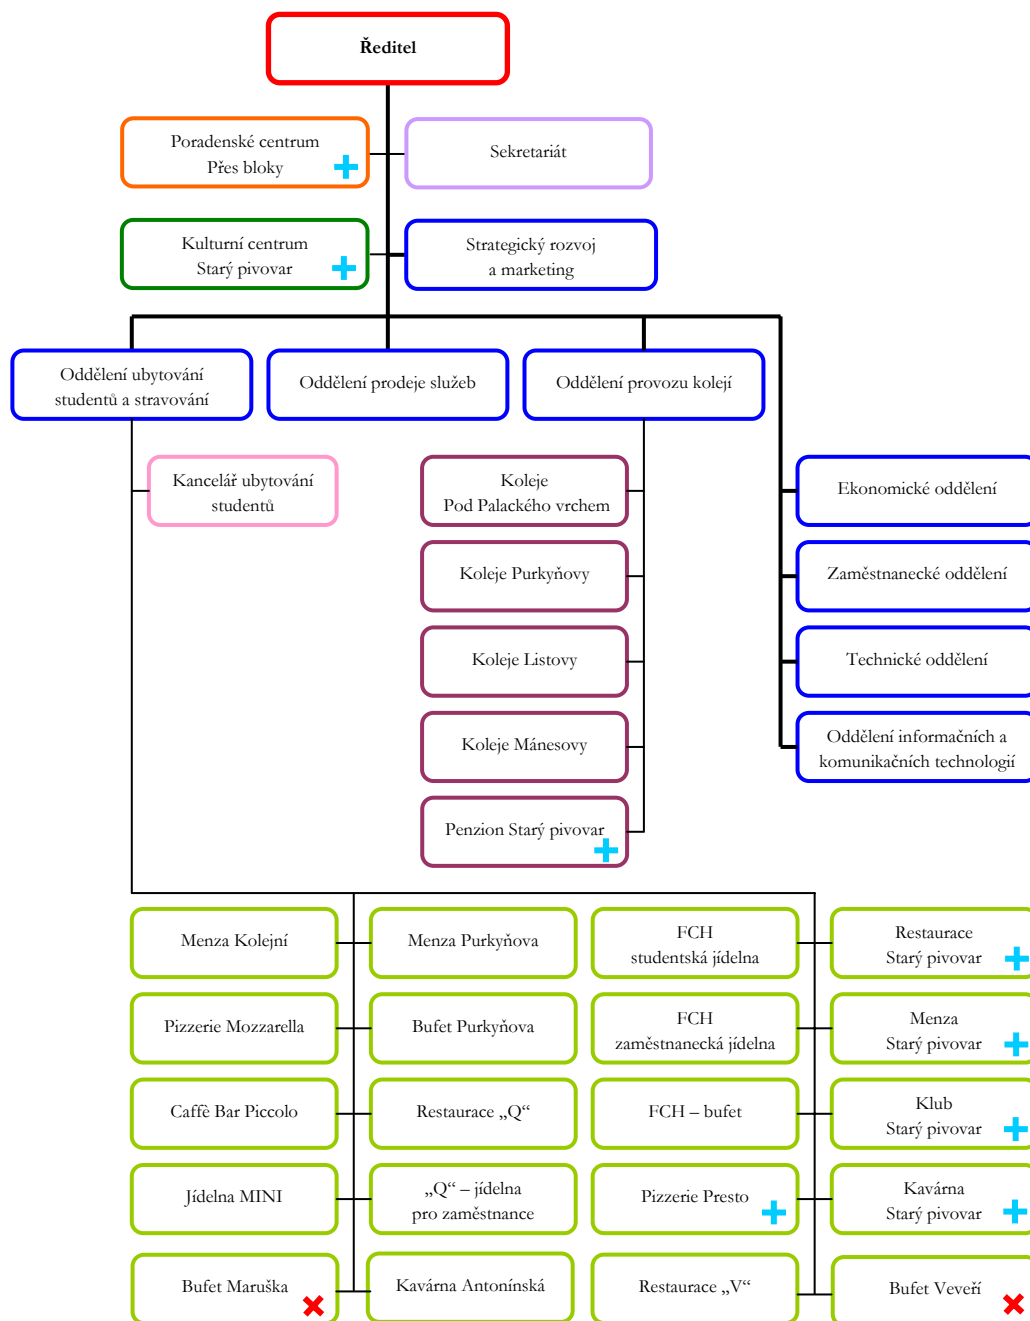 Ředitel
Poradenské centrum
Přes bloky
Sekretariát
Kulturní centrum
Starý pivovar
Strategický rozvoj
a marketing
Oddělení ubytování
studentů a stravování
Oddělení prodeje služeb
Oddělení provozu kolejí
Kancelář ubytování
studentů
Koleje
Pod Palackého vrchem
Ekonomické oddělení
Koleje Purkyňovy
Zaměstnanecké oddělení
Koleje Listovy
Technické oddělení
Koleje Mánesovy
Oddělení informačních a
komunikačních technologií
Penzion Starý pivovar
Menza Kolejní
Menza Purkyňova
FCH
studentská jídelna
Restaurace
Starý pivovar
Pizzerie Mozzarella
Bufet Purkyňova
FCH
zaměstnanecká jídelna
Menza
Starý pivovar
Caffè Bar Piccolo
Restaurace „Q“
FCH – bufet
Klub
Starý pivovar
Jídelna MINI
„Q“ – jídelna
pro zaměstnance
Pizzerie Presto
Kavárna
Starý pivovar
Bufet Maruška
Kavárna Antonínská
Restaurace „V“
Bufet Veveří